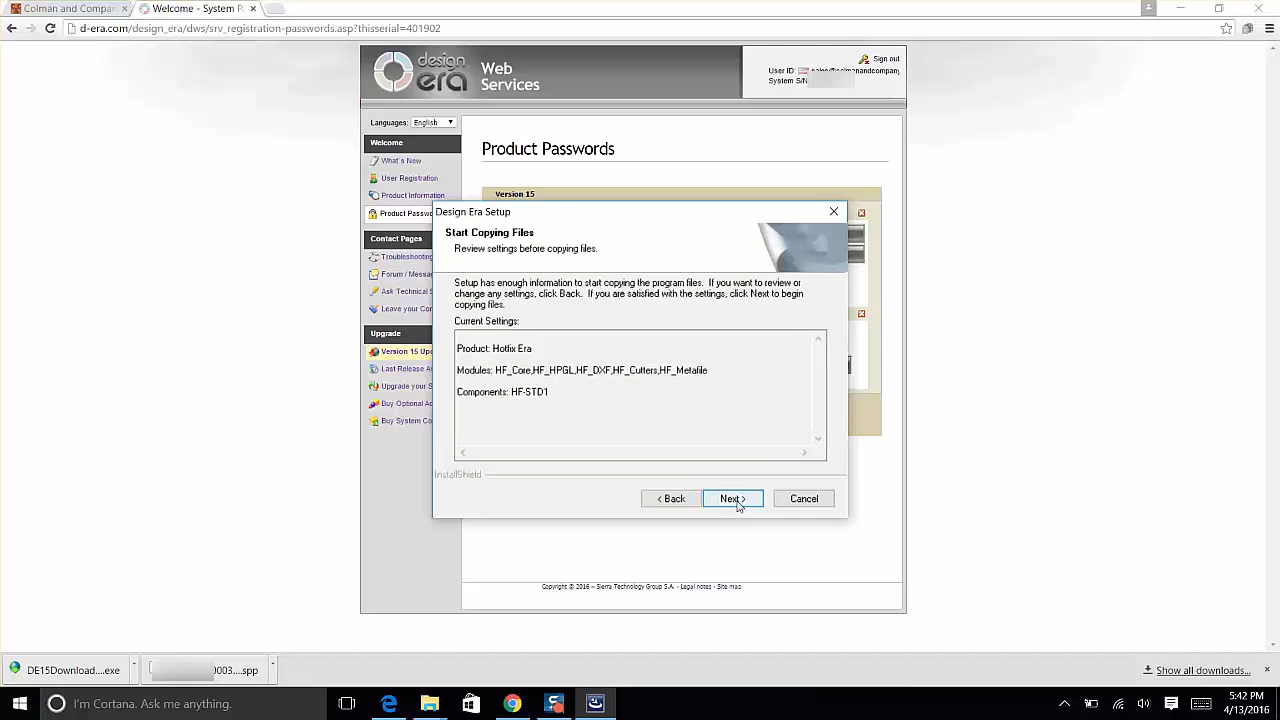 Colman and Compan
Welcome - System P
d-era.com/design_era/dws/srv_registration-passwords.asp?thisserial=401902
design era
Web Services
Sign out
User ID:
System S/N
Languages: English
Welcome
What's New
User Registration
Product Information
Product Passwo
Contact Pages
Troubleshooting
Forum / Messa
Ask Technical S
Leave your Con
Upgrade
Version 15 Upg
Last Release A
Upgrade your S
Buy Optional Ad
Buy System Co
Product Passwords
Version 15
Design Era Setup
Start Copying Files
Review settings before copying files.
Setup has enough information to start copying the program files. If you want to review or
change any settings, click Back. If you are satisfied with the settings, click Next to begin
copying files.
Current Settings:
Product: Hotfix Era
Modules: HF_Core,HF_HPGL,HF_DXF,HF_Cutters,HF_Metafile
Components: HF-STD1
InstallShield
< Back
Next >
Cancel
Copyright © 2016 – Sierra Technology Group S.A. - Legal notes - Site map
DE15Download....exe
0003....spp
Show all downloads...
I'm Cortana. Ask me anything.
5:42 PM
4/13/2016